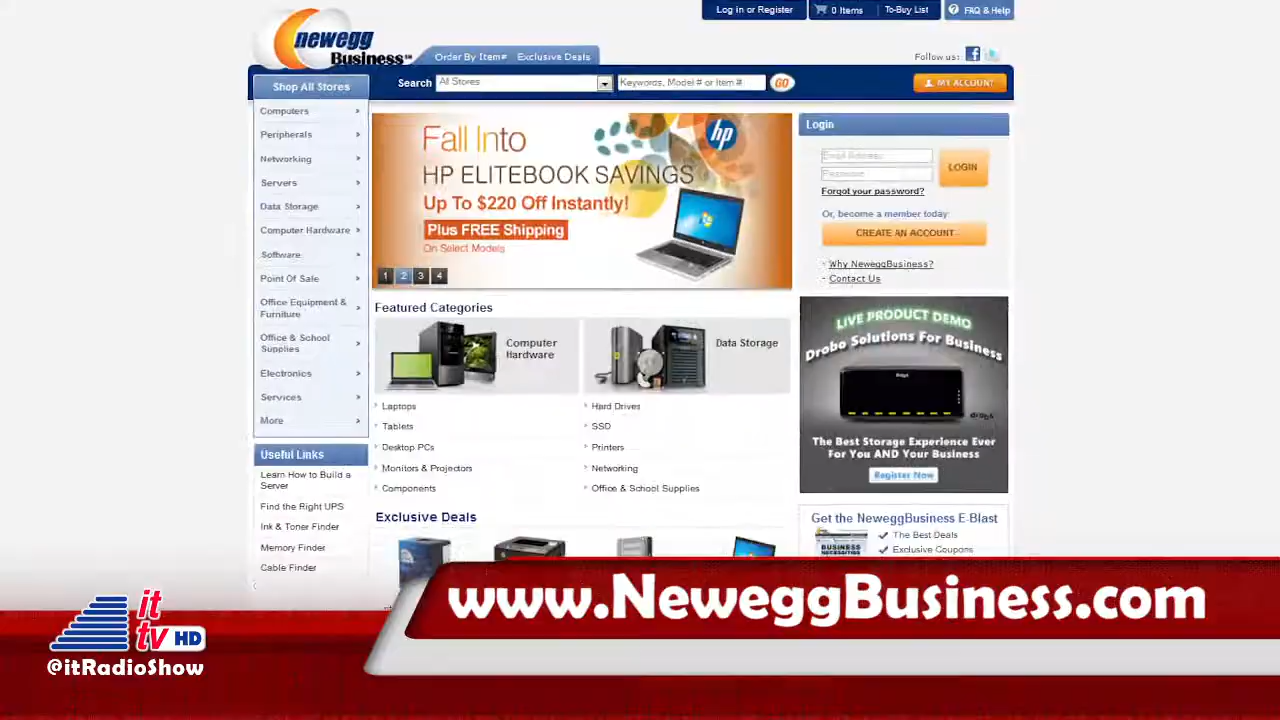 Log in or Register
0 Items
To-Buy List
FAQ & Help
newegg
Business
Order By Item#
Exclusive Deals
Follow us:
Shop All Stores
Search
All Stores
Keywords, Model # or Item #
GO
MY ACCOUNT
Computers
Peripherals
Networking
Servers
Data Storage
Computer Hardware
Software
Point Of Sale
Office Equipment &
Furniture
Office & School
Supplies
Electronics
Services
More
Fall Into
HP ELITEBOOK SAVINGS
Up To $220 Off Instantly!
Plus FREE Shipping
On Select Models
hp
1 2 3 4
Login
Email Address
Password
LOGIN
Forgot your password?
Or, become a member today:
CREATE AN ACCOUNT
Why NeweggBusiness?
Contact Us
Featured Categories
Computer
Hardware
Data Storage
Laptops
Tablets
Desktop PCs
Monitors & Projectors
Components
Hard Drives
SSD
Printers
Networking
Office & School Supplies
LIVE PRODUCT DEMO
Drobo Solutions For Business
drobo
The Best Storage Experience Ever
For You AND Your Business
Register Now
Useful Links
Learn How to Build a
Server
Find the Right UPS
Ink & Toner Finder
Memory Finder
Cable Finder
Exclusive Deals
Get the NeweggBusiness E-Blast
BUSINESS
The Best Deals
Exclusive Coupons
www.NeweggBusiness.com
it
tv HD
@itRadioShow